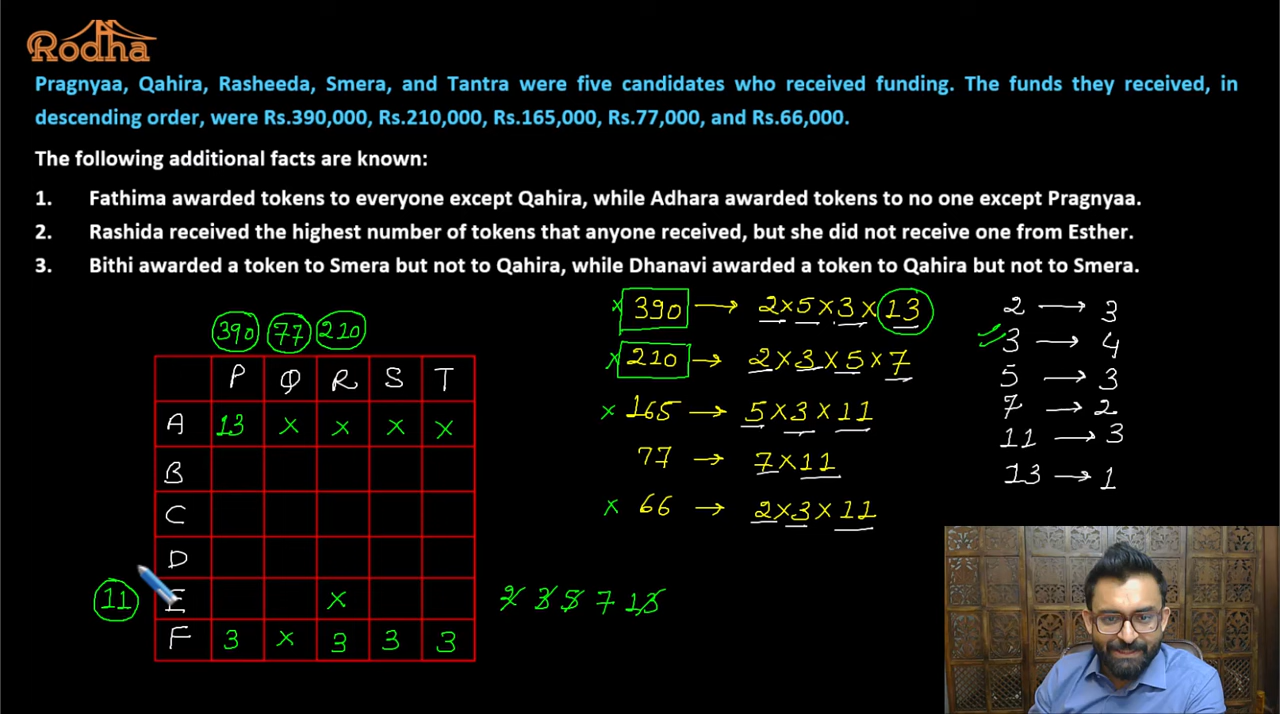 Rodha
Pragnyaa, Qahira, Rasheeda, Smera, and Tantra were five candidates who received funding. The funds they received, in
descending order, were Rs.390,000, Rs.210,000, Rs.165,000, Rs.77,000, and Rs.66,000.
The following additional facts are known:
1. Fathima awarded tokens to everyone except Qahira, while Adhara awarded tokens to no one except Pragnyaa.
2. Rashida received the highest number of tokens that anyone received, but she did not receive one from Esther.
3. Bithi awarded a token to Smera but not to Qahira, while Dhanavi awarded a token to Qahira but not to Smera.
x 390 → 2×5×3×13
x 210 → 2×3×5×7
x 165 → 5×3×11
77 → 7×11
x 66 → 2×3×11
2 → 3
3 → 4
5 → 3
7 → 2
11 → 3
13 → 1
390 77 210
P Q R S T
A 13 x x x x
B
C
D
11 E x
F 3 x 3 3 3
2 3 5 7 13